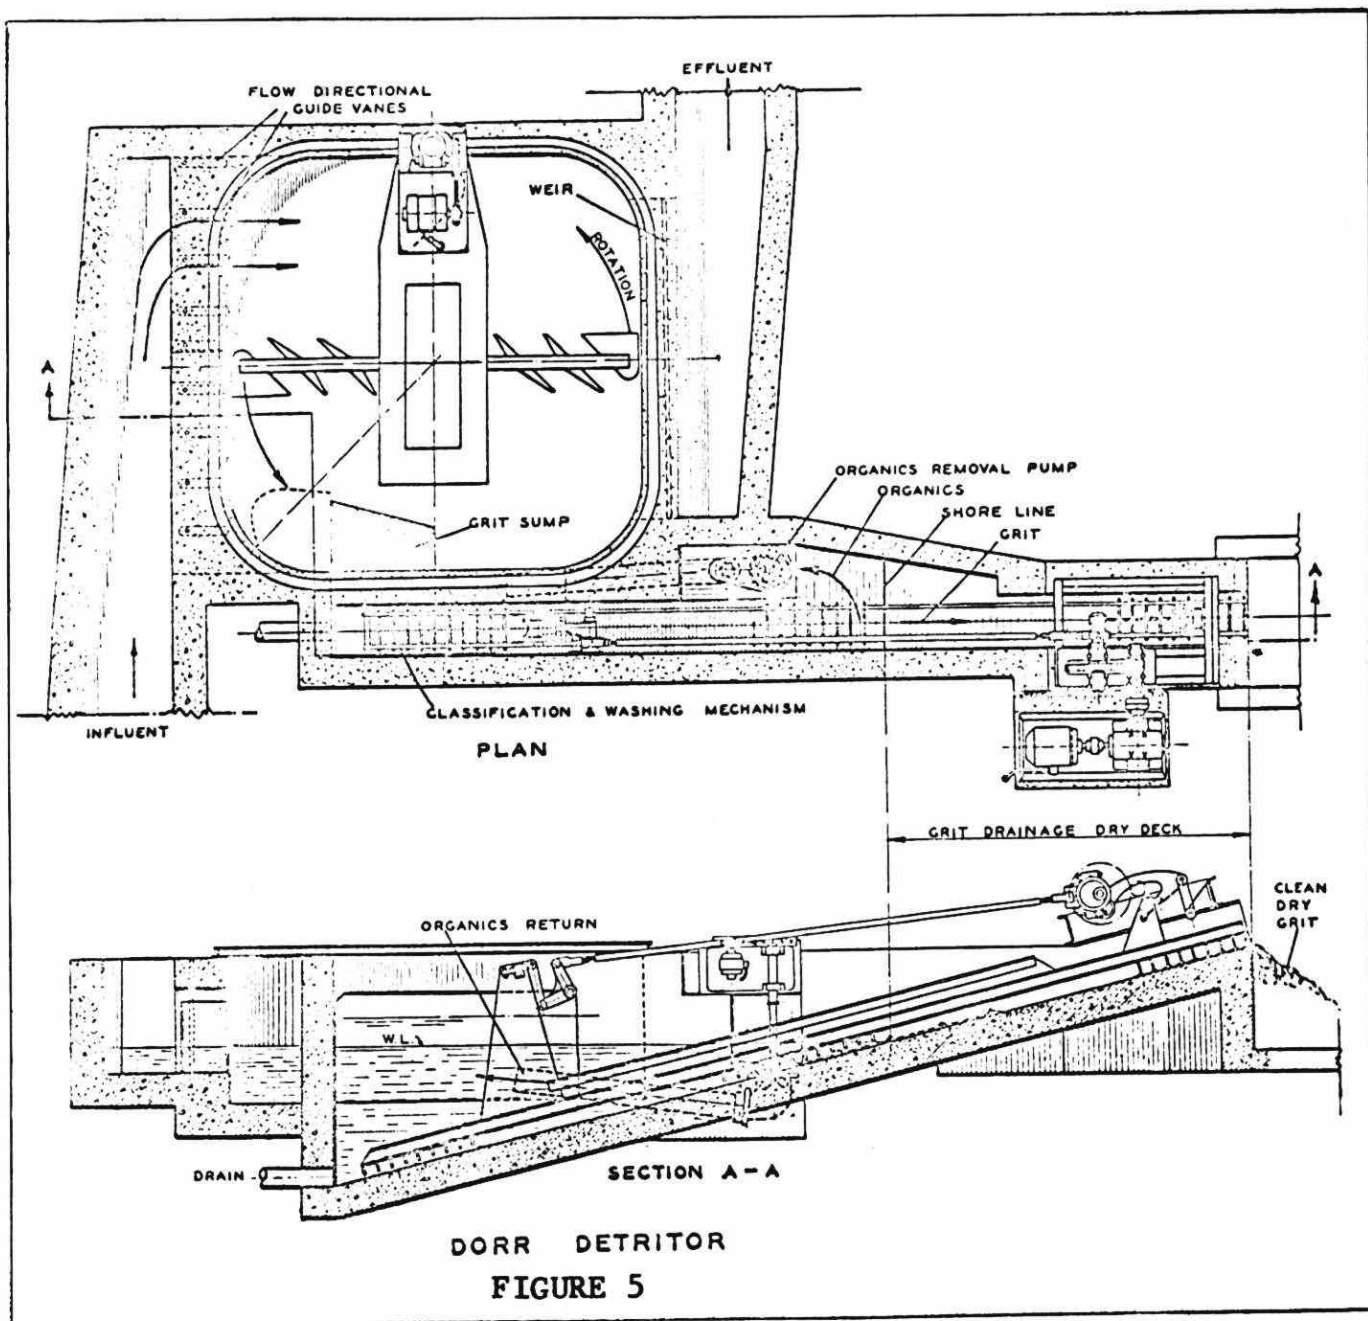 EFFLUENT
FLOW DIRECTIONAL
GUIDE VANES
WEIR
ROTATION
A
ORGANICS REMOVAL PUMP
ORGANICS
SHORE LINE
GRIT
GRIT SUMP
A
CLASSIFICATION & WASHING MECHANISM
INFLUENT
PLAN
GRIT DRAINAGE DRY DECK
CLEAN
DRY
GRIT
ORGANICS RETURN
W.L.
DRAIN
SECTION A-A
DORR DETRITOR
FIGURE 5